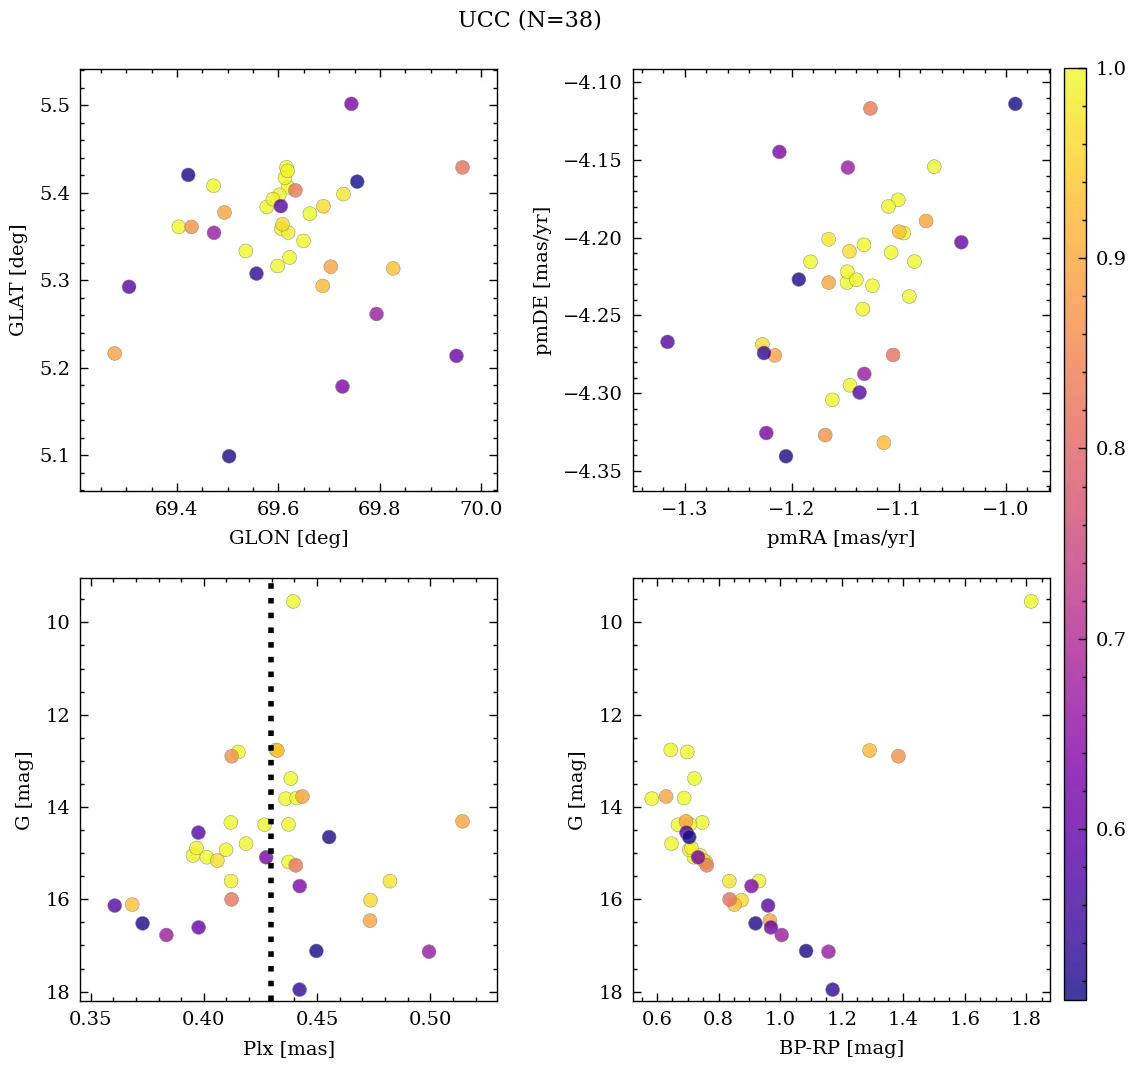 UCC (N=38)
5.5
5.4
5.3
5.2
5.1
GLAT [deg]
69.4 69.6 69.8 70.0
GLON [deg]
−4.10
−4.15
−4.20
−4.25
−4.30
−4.35
pmDE [mas/yr]
−1.3 −1.2 −1.1 −1.0
pmRA [mas/yr]
1.0
0.9
0.8
0.7
0.6
10
12
14
16
18
G [mag]
0.35 0.40 0.45 0.50
Plx [mas]
10
12
14
16
18
G [mag]
0.6 0.8 1.0 1.2 1.4 1.6 1.8
BP-RP [mag]